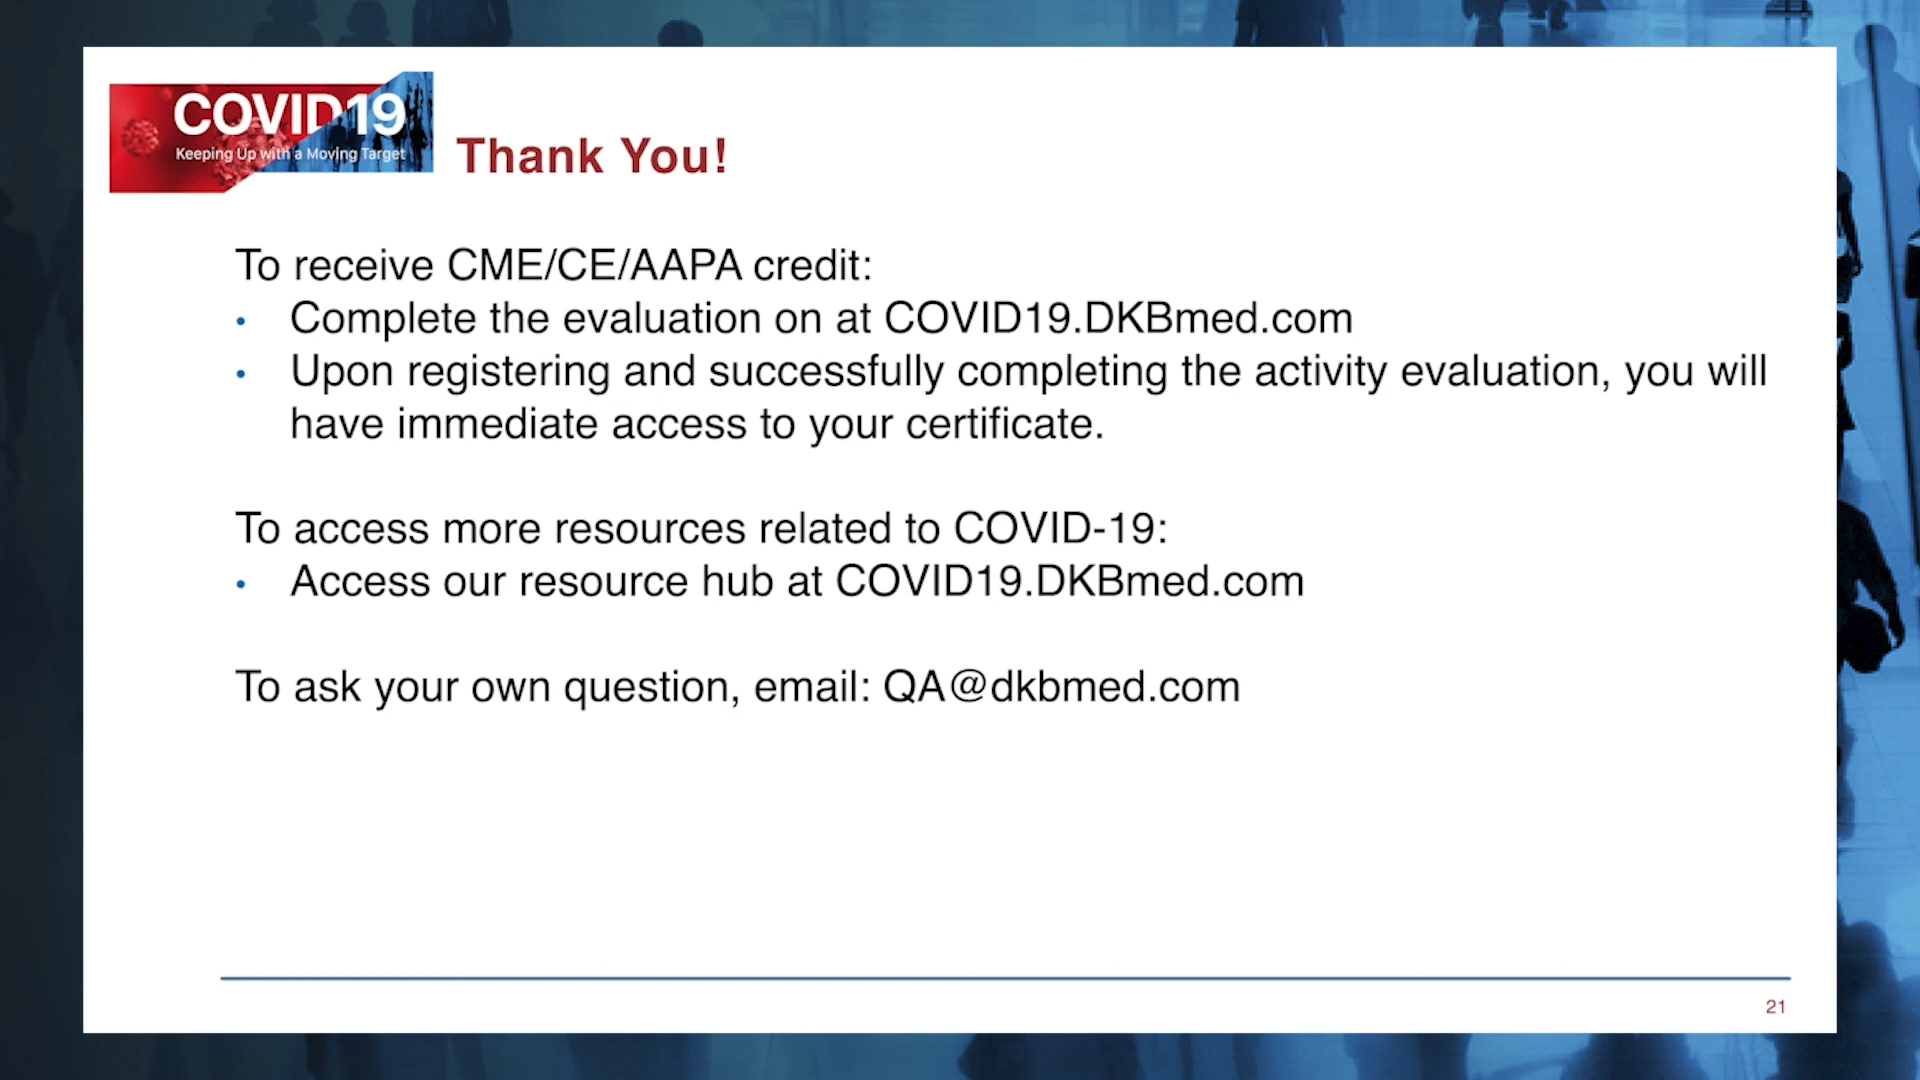 COVID19
Keeping Up with a Moving Target
Thank You!
To receive CME/CE/AAPA credit:
• Complete the evaluation on at COVID19.DKBmed.com
• Upon registering and successfully completing the activity evaluation, you will
have immediate access to your certificate.
To access more resources related to COVID-19:
• Access our resource hub at COVID19.DKBmed.com
To ask your own question, email: QA@dkbmed.com
21